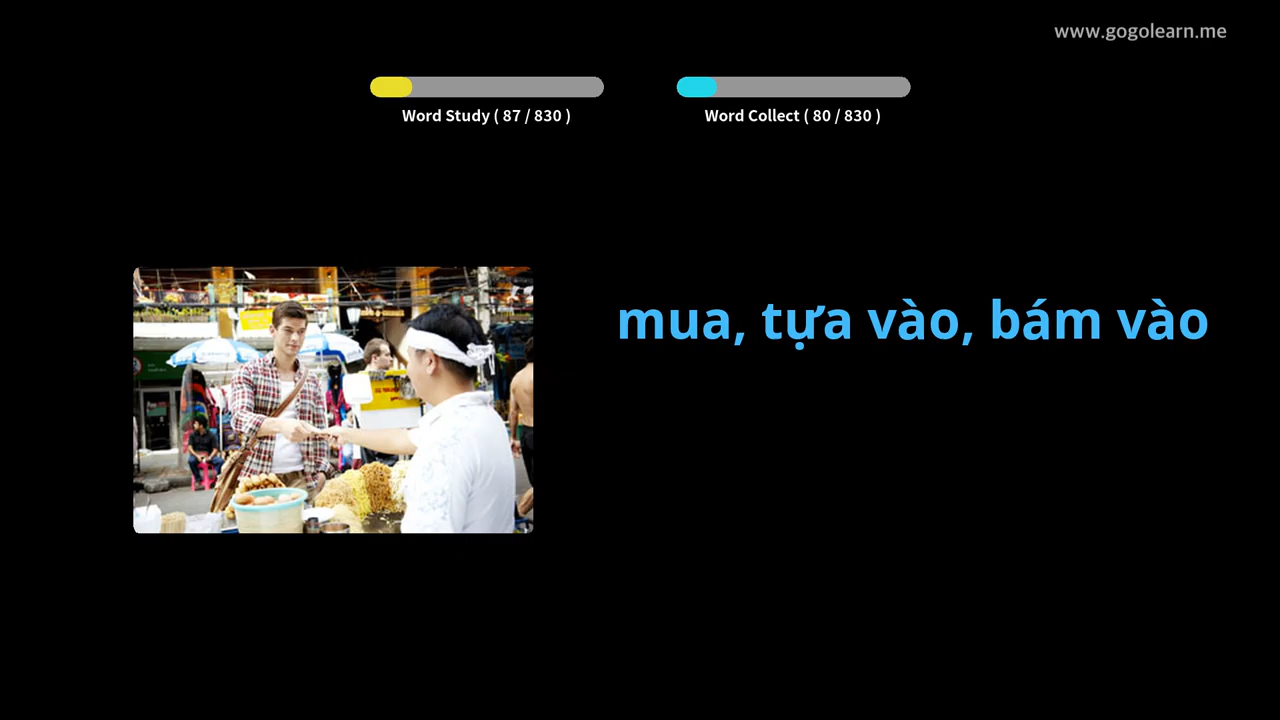 www.gogolearn.me
Word Study ( 87 / 830 )
Word Collect ( 80 / 830 )
mua, tựa vào, bám vào